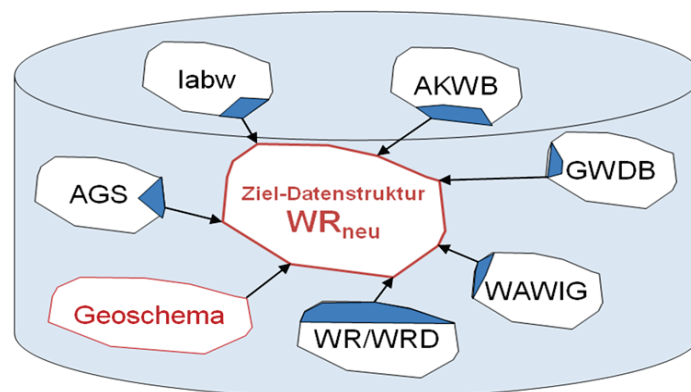 labw
AKWB
GWDB
AGS
Ziel-Datenstruktur
WRneu
WAWIG
Geoschema
WR/WRD